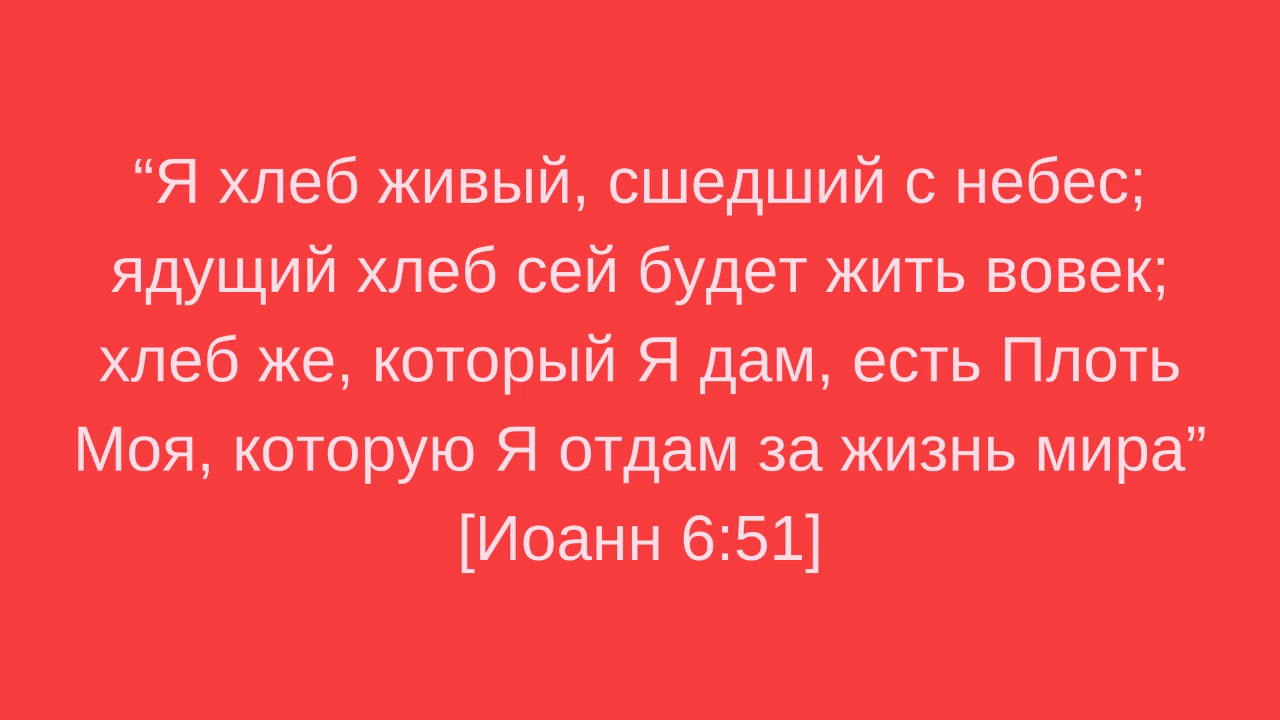 “Я хлеб живый, сшедший с небес;
ядущий хлеб сей будет жить вовек;
хлеб же, который Я дам, есть Плоть
Моя, которую Я отдам за жизнь мира”
[Иоанн 6:51]